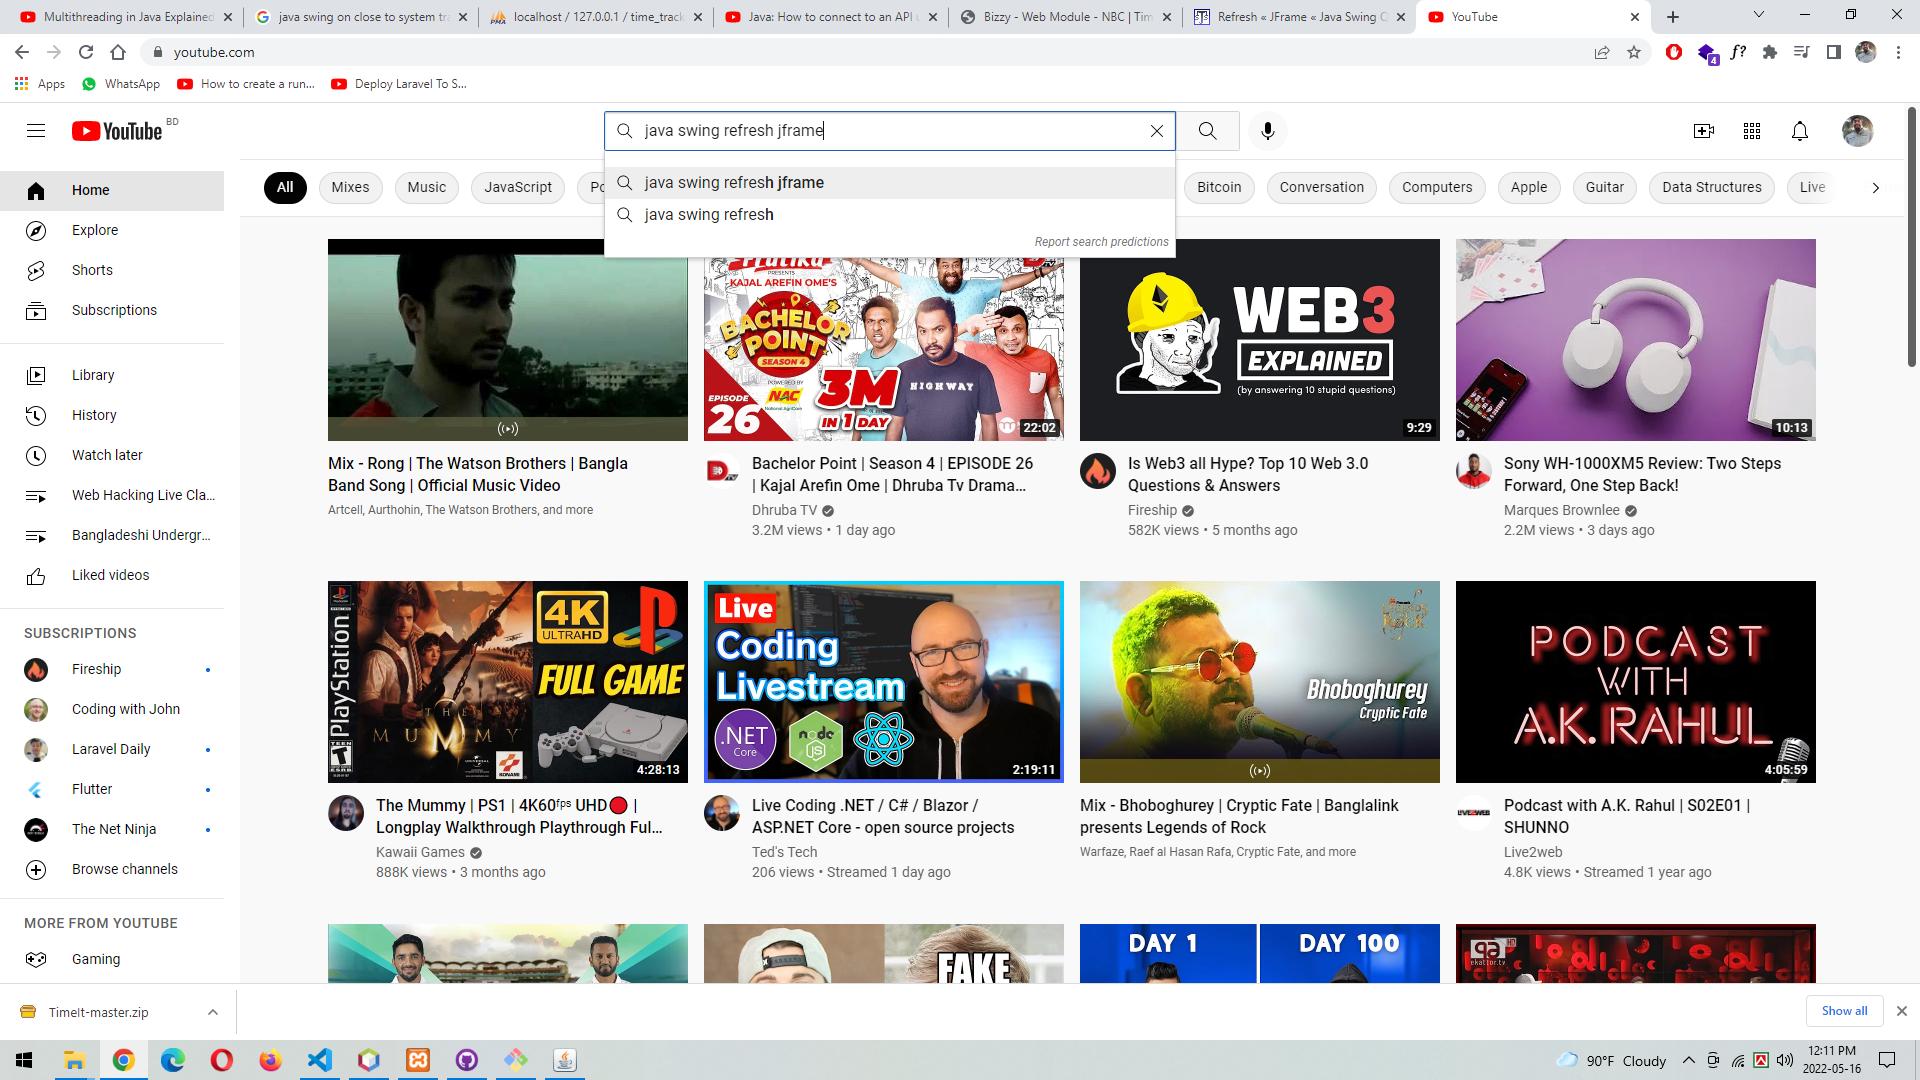 Multithreading in Java Explained
java swing on close to system tra
localhost / 127.0.0.1 / time_track
Java: How to connect to an API u
Bizzy - Web Module - NBC | Tim
Refresh « JFrame « Java Swing Q
YouTube
youtube.com
4
f?
Apps
WhatsApp
How to create a run...
Deploy Laravel To S...
YouTube BD
java swing refresh jframe
java swing refresh jframe
java swing refresh
Report search predictions
All
Mixes
Music
JavaScript
Po
Bitcoin
Conversation
Computers
Apple
Guitar
Data Structures
Live
Home
Explore
Shorts
Subscriptions
Library
History
Watch later
Web Hacking Live Cla...
Bangladeshi Undergr...
Liked videos
SUBSCRIPTIONS
Fireship
Coding with John
Laravel Daily
Flutter
The Net Ninja
Browse channels
MORE FROM YOUTUBE
Gaming
Mix - Rong | The Watson Brothers | Bangla
Band Song | Official Music Video
Artcell, Aurthohin, The Watson Brothers, and more
PRESENTS
KAJAL AREFIN OME'S
BACHELOR
POINT
SEASON 4
POWERED BY
NAC
EPISODE
26
3M
IN 1 DAY
HIGHWAY
22:02
Bachelor Point | Season 4 | EPISODE 26
| Kajal Arefin Ome | Dhruba Tv Drama...
Dhruba TV
3.2M views • 1 day ago
WEB3
EXPLAINED
(by answering 10 stupid questions)
9:29
Is Web3 all Hype? Top 10 Web 3.0
Questions & Answers
Fireship
582K views • 5 months ago
10:13
Sony WH-1000XM5 Review: Two Steps
Forward, One Step Back!
Marques Brownlee
2.2M views • 3 days ago
PlayStation
TEEN
THE
MUMMY
UNIVERSAL
KONAMI
4K
ULTRA HD
FULL GAME
4:28:13
The Mummy | PS1 | 4K60ᶠᵖˢ UHD🔴 |
Longplay Walkthrough Playthrough Ful...
Kawaii Games
888K views • 3 months ago
Live
Coding
Livestream
.NET
Core
node
JS
2:19:11
Live Coding .NET / C# / Blazor /
ASP.NET Core - open source projects
Ted's Tech
206 views • Streamed 1 day ago
Bhoboghurey
Cryptic Fate
Mix - Bhoboghurey | Cryptic Fate | Banglalink
presents Legends of Rock
Warfaze, Raef al Hasan Rafa, Cryptic Fate, and more
PODCAST
WITH
A.K. RAHUL
4:05:59
LIVE2WEB
Podcast with A.K. Rahul | S02E01 |
SHUNNO
Live2web
4.8K views • Streamed 1 year ago
FAKE
DAY 1
DAY 100
ekattor.tv
TimeIt-master.zip
Show all
90°F Cloudy
12:11 PM
2022-05-16